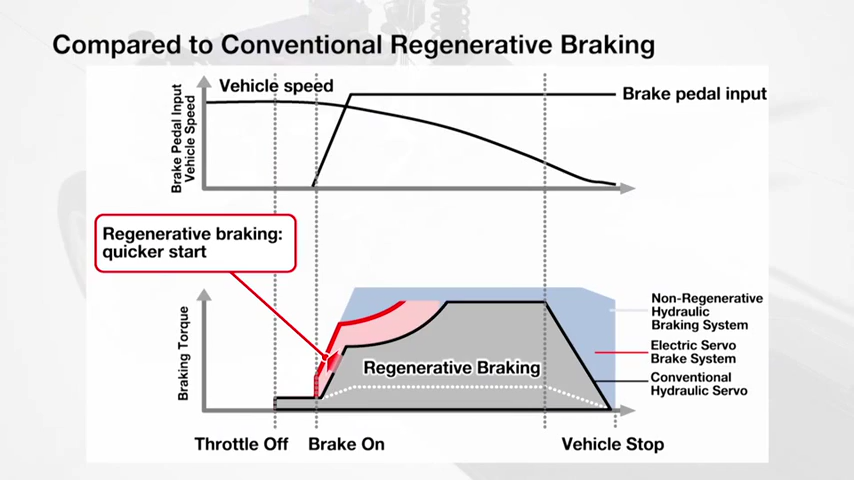 Compared to Conventional Regenerative Braking
Vehicle speed
Brake pedal input
Brake Pedal Input
Vehicle Speed
Regenerative braking:
quicker start
Non-Regenerative
Hydraulic
Braking System
Electric Servo
Brake System
Conventional
Hydraulic Servo
Braking Torque
Regenerative Braking
Throttle Off
Brake On
Vehicle Stop